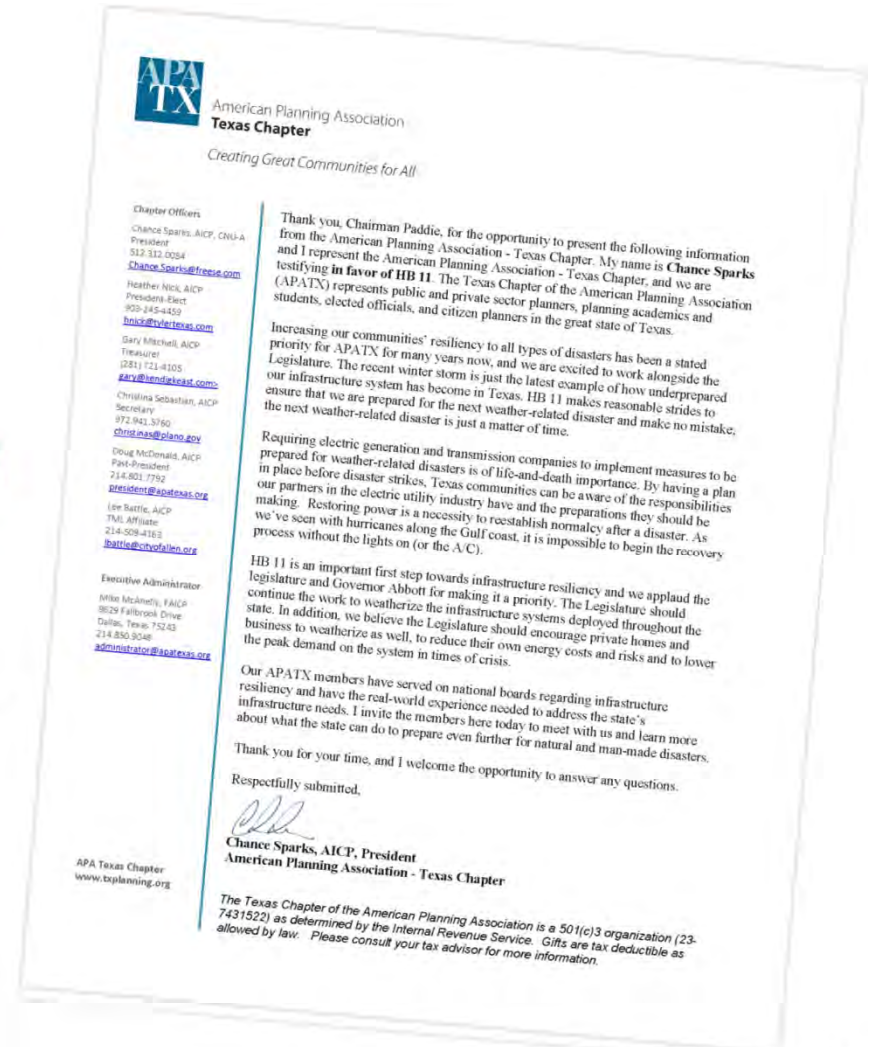 APA
TX
American Planning Association
Texas Chapter
Creating Great Communities for All
Chapter Officers
Chance Sparks, AICP, CNU-A
President
512.312.0084
Chance.Sparks@freese.com
Heather Nick, AICP
President-Elect
903-245-4459
hnick@tylertexas.com
Gary Mitchell, AICP
Treasurer
(281) 721-4105
gary@kendigkeast.com>
Christina Sebastian, AICP
Secretary
972.941.5760
christinas@plano.gov
Doug McDonald, AICP
Past-President
214.801.7792
president@apatexas.org
Lee Battle, AICP
TML Affiliate
214-509-4163
lbattle@cityofallen.org
Executive Administrator
Mike McAnelly, FAICP
9629 Fallbrook Drive
Dallas, Texas 75243
214.850.9048
administrator@apatexas.org
APA Texas Chapter
www.txplanning.org
Thank you, Chairman Paddie, for the opportunity to present the following information
from the American Planning Association - Texas Chapter. My name is Chance Sparks
and I represent the American Planning Association - Texas Chapter, and we are
testifying in favor of HB 11. The Texas Chapter of the American Planning Association
(APATX) represents public and private sector planners, planning academics and
students, elected officials, and citizen planners in the great state of Texas.
Increasing our communities' resiliency to all types of disasters has been a stated
priority for APATX for many years now, and we are excited to work alongside the
Legislature. The recent winter storm is just the latest example of how underprepared
our infrastructure system has become in Texas. HB 11 makes reasonable strides to
ensure that we are prepared for the next weather-related disaster and make no mistake,
the next weather-related disaster is just a matter of time.
Requiring electric generation and transmission companies to implement measures to be
prepared for weather-related disasters is of life-and-death importance. By having a plan
in place before disaster strikes, Texas communities can be aware of the responsibilities
our partners in the electric utility industry have and the preparations they should be
making. Restoring power is a necessity to reestablish normalcy after a disaster. As
we've seen with hurricanes along the Gulf coast, it is impossible to begin the recovery
process without the lights on (or the A/C).
HB 11 is an important first step towards infrastructure resiliency and we applaud the
legislature and Governor Abbott for making it a priority. The Legislature should
continue the work to weatherize the infrastructure systems deployed throughout the
state. In addition, we believe the Legislature should encourage private homes and
business to weatherize as well, to reduce their own energy costs and risks and to lower
the peak demand on the system in times of crisis.
Our APATX members have served on national boards regarding infrastructure
resiliency and have the real-world experience needed to address the state's
infrastructure needs. I invite the members here today to meet with us and learn more
about what the state can do to prepare even further for natural and man-made disasters.
Thank you for your time, and I welcome the opportunity to answer any questions.
Respectfully submitted,
Chance Sparks, AICP, President
American Planning Association - Texas Chapter
The Texas Chapter of the American Planning Association is a 501(c)3 organization (23-
7431522) as determined by the Internal Revenue Service. Gifts are tax deductible as
allowed by law. Please consult your tax advisor for more information.